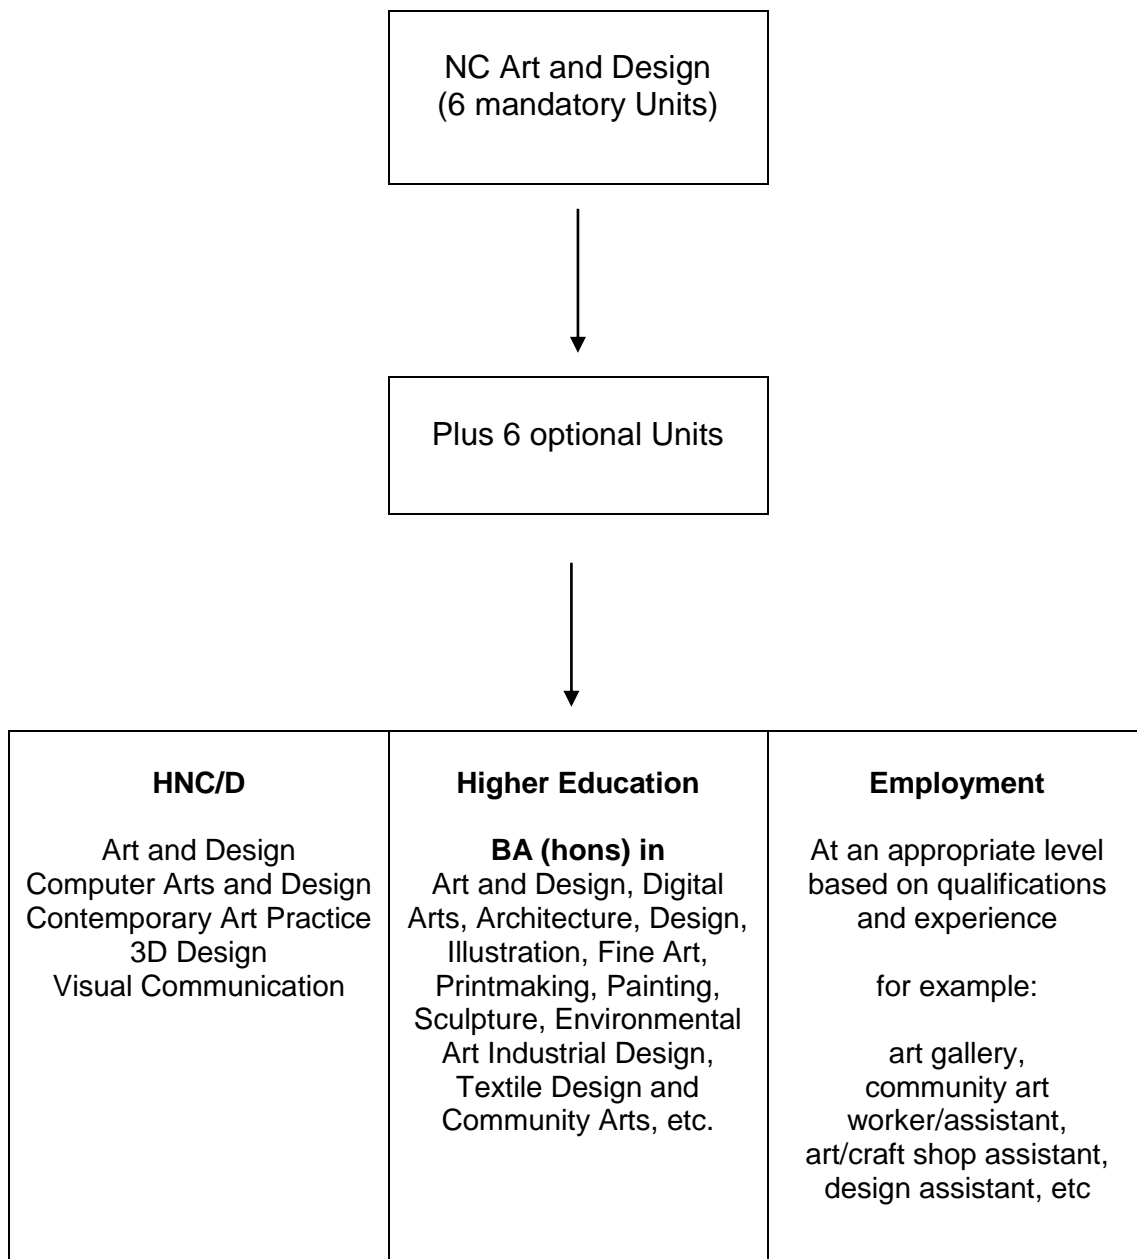 NC Art and Design
(6 mandatory Units)
Plus 6 optional Units
HNC/D
Art and Design
Computer Arts and Design
Contemporary Art Practice
3D Design
Visual Communication
Higher Education
BA (hons) in
Art and Design, Digital
Arts, Architecture, Design,
Illustration, Fine Art,
Printmaking, Painting,
Sculpture, Environmental
Art Industrial Design,
Textile Design and
Community Arts, etc.
Employment
At an appropriate level
based on qualifications
and experience
for example:
art gallery,
community art
worker/assistant,
art/craft shop assistant,
design assistant, etc